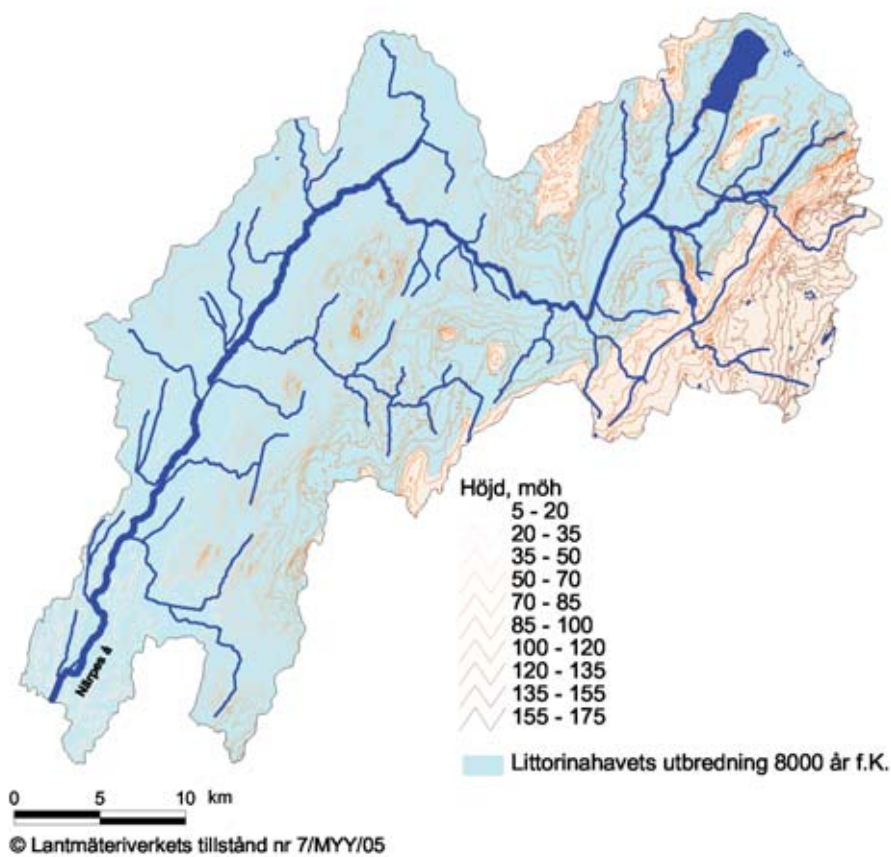 Höjd, möh
5 - 20
20 - 35
35 - 50
50 - 70
70 - 85
85 - 100
100 - 120
120 - 135
135 - 155
155 - 175
Närpes å
Littorinahavets utbredning 8000 år f.K.
0 5 10 km
© Lantmäteriverkets tillstånd nr 7/MYY/05